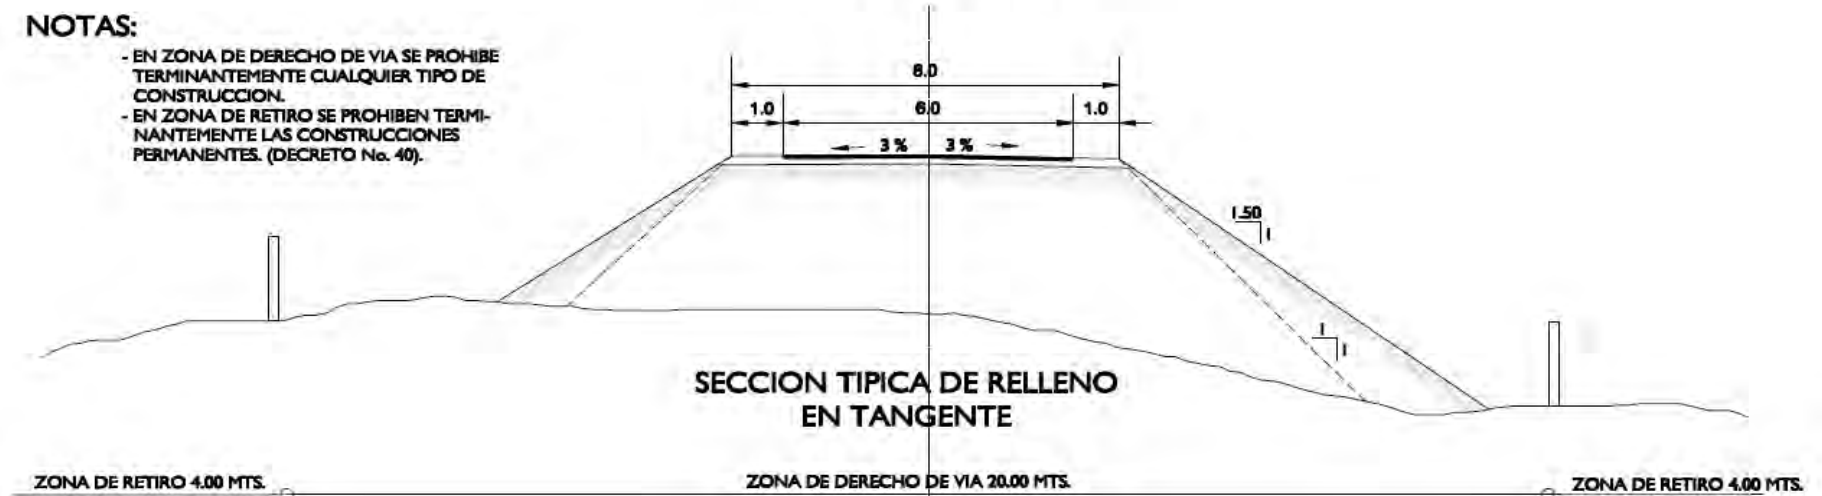 NOTAS:
- EN ZONA DE DERECHO DE VIA SE PROHIBE
TERMINANTEMENTE CUALQUIER TIPO DE
CONSTRUCCION.
- EN ZONA DE RETIRO SE PROHIBEN TERMI-
NANTEMENTE LAS CONSTRUCCIONES
PERMANENTES. (DECRETO No. 40).
8.0
1.0 6.0 1.0
3 % 3 %
1.50
1
1
1
SECCION TIPICA DE RELLENO
EN TANGENTE
ZONA DE RETIRO 4.00 MTS. ZONA DE DERECHO DE VIA 20.00 MTS. ZONA DE RETIRO 4.00 MTS.